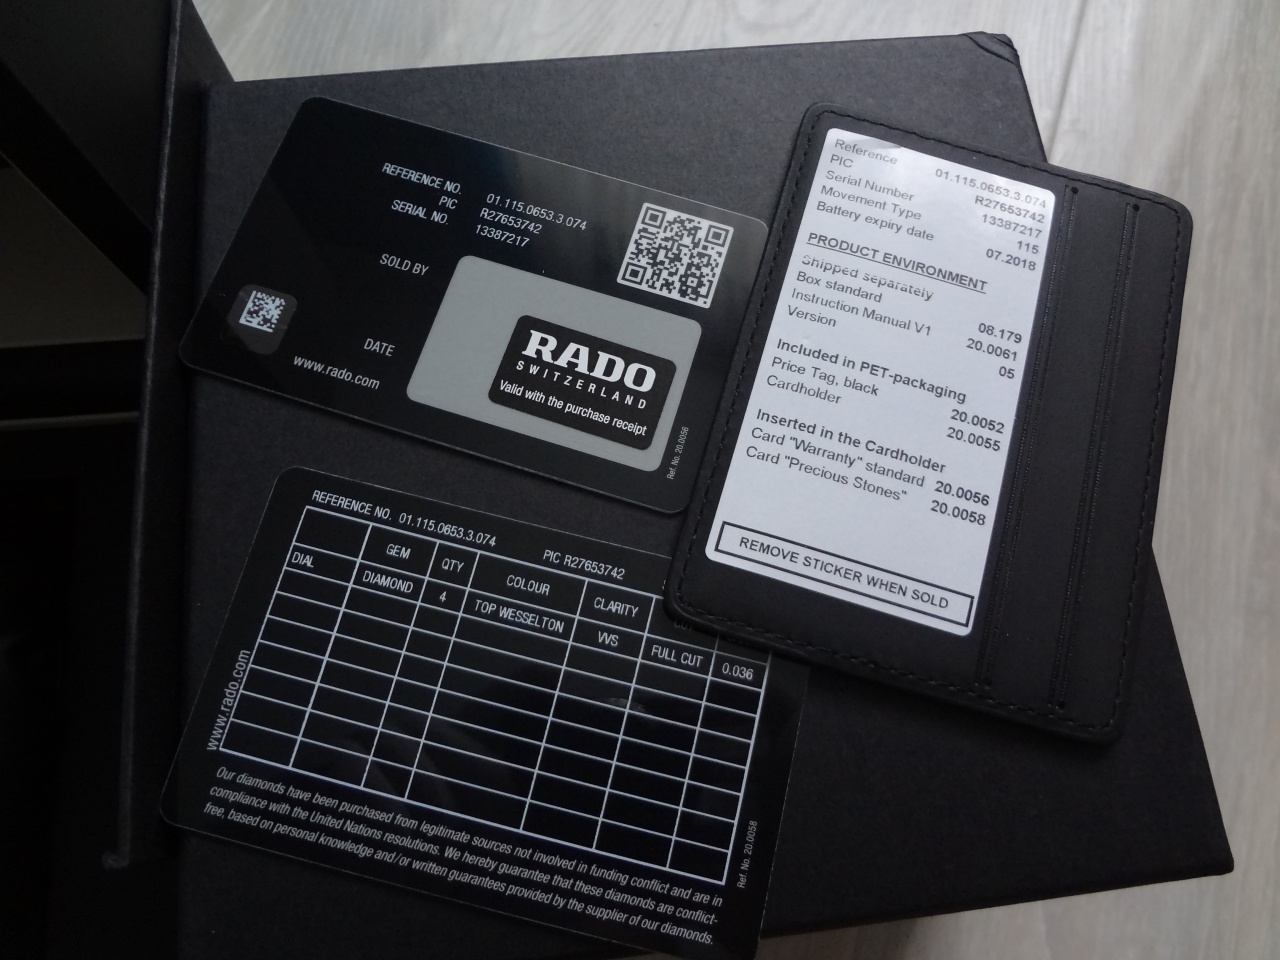 REFERENCE NO. 01.115.0653.3.074
PIC R27653742
SERIAL NO 13387217
SOLD BY
DATE
www.rado.com
RADO
SWITZERLAND
Valid with the purchase receipt
Ref. No. 20.0056
Reference 01.115.0653.3.074
PIC R27653742
Serial Number 13387217
Movement Type 115
Battery expiry date 07.2018
PRODUCT ENVIRONMENT
Shipped separately
Box standard 08.179
Instruction Manual V1 20.0061
Version 05
Included in PET-packaging
Price Tag, black 20.0052
Cardholder 20.0055
Inserted in the Cardholder
Card "Warranty" standard 20.0056
Card "Precious Stones" 20.0058
REMOVE STICKER WHEN SOLD
REFERENCE NO. 01.115.0653.3.074 PIC R27653742
GEM QTY COLOUR CLARITY
DIAL DIAMOND 4 TOP WESSELTON VVS FULL CUT 0.036
www.rado.com
Our diamonds have been purchased from legitimate sources not involved in funding conflict and are in
compliance with the United Nations resolutions. We hereby guarantee that these diamonds are conflict-
free, based on personal knowledge and/or written guarantees provided by the supplier of our diamonds.
Ref. No. 20.0058